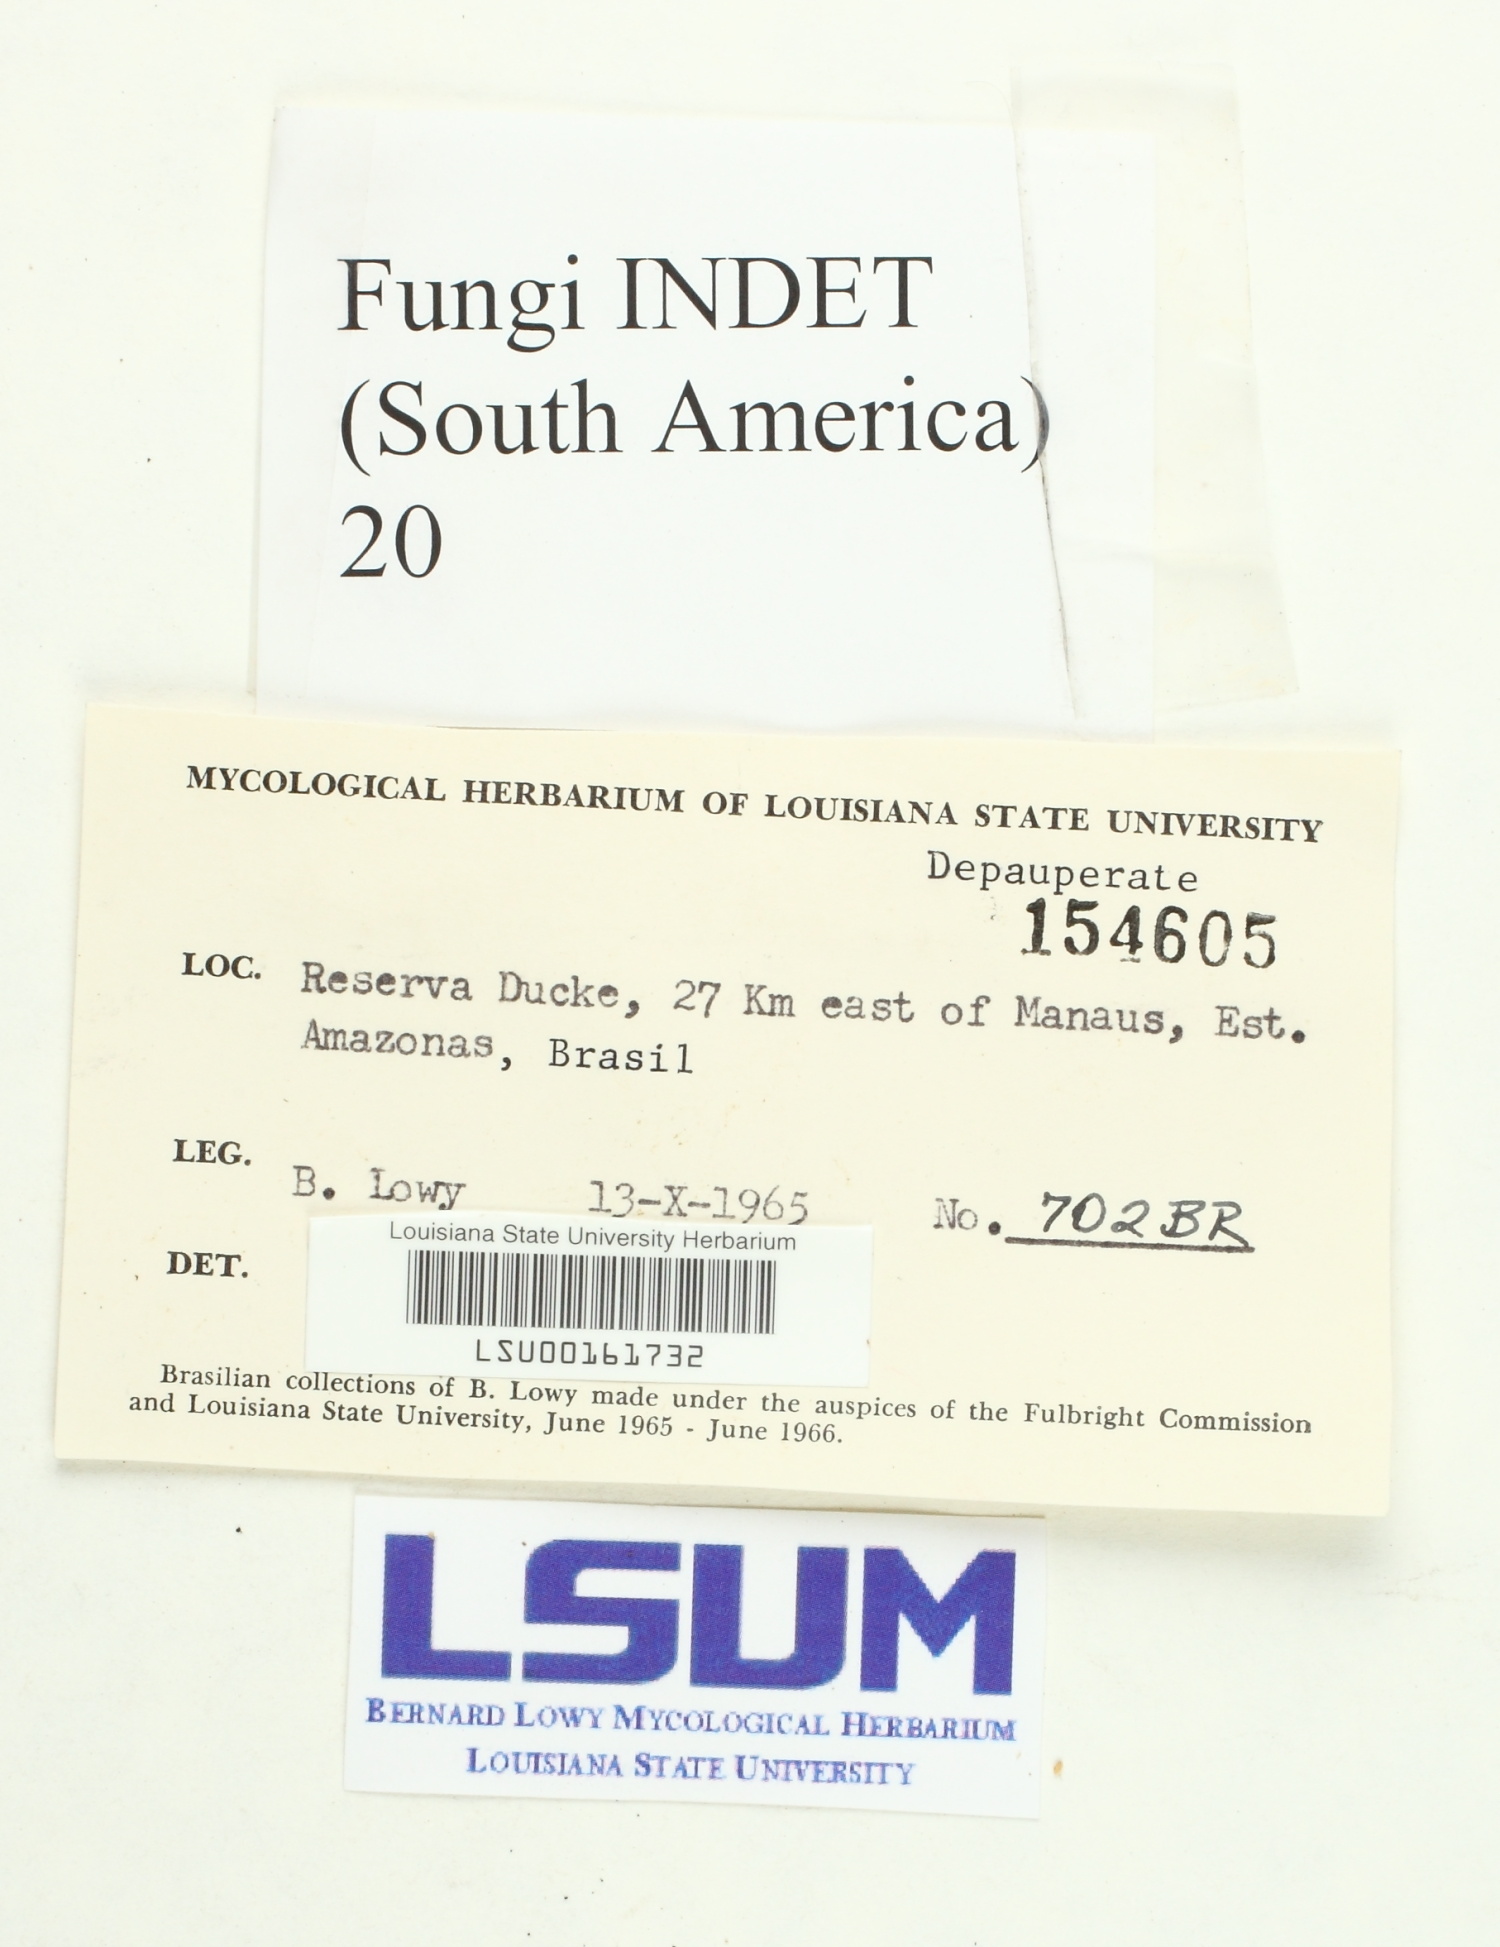 Fungi INDET
(South America)
20
MYCOLOGICAL HERBARIUM OF LOUISIANA STATE UNIVERSITY
Depauperate
154605
LOC. Reserva Ducke, 27 Km east of Manaus, Est.
Amazonas, Brasil
LEG. B. Lowy 13-X-1965 No. 702BR
Louisiana State University Herbarium
DET.
LSU00161732
Brasilian collections of B. Lowy made under the auspices of the Fulbright Commission
and Louisiana State University, June 1965 - June 1966.
LSUM
BERNARD LOWY MYCOLOGICAL HERBARIUM
LOUISIANA STATE UNIVERSITY